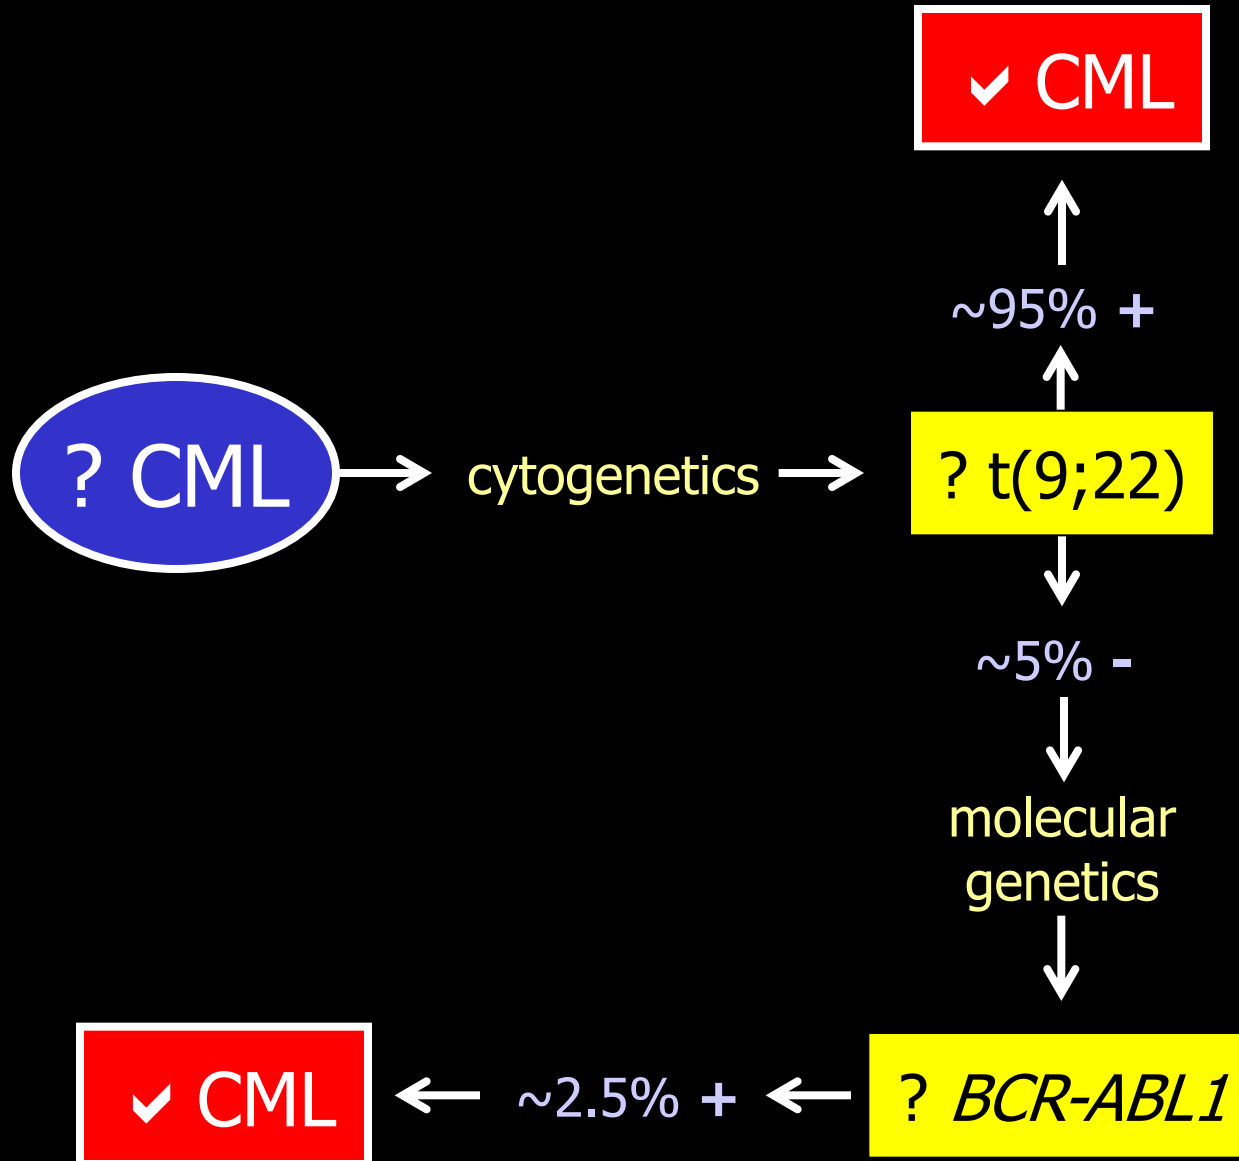 ✔ CML
~95% +
? CML
cytogenetics
? t(9;22)
~5% -
molecular
genetics
? BCR-ABL1
~2.5% +
✔ CML